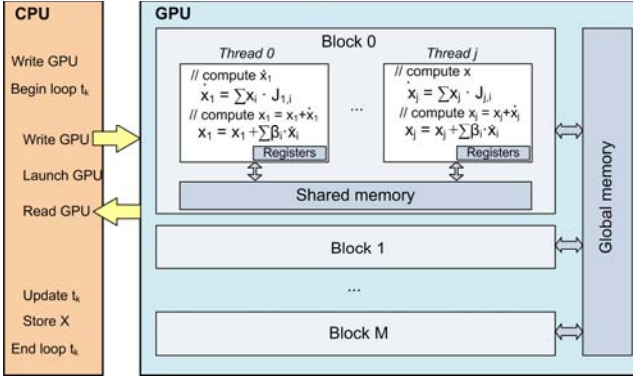 CPU
Write GPU
Begin loop tₖ
Write GPU
Launch GPU
Read GPU
Update tₖ
Store X
End loop tₖ
GPU
Block 0
Thread 0
// compute ẋ₁
ẋ₁ = ∑xᵢ · J₁,ᵢ
// compute x₁ = x₁+ẋ₁
x₁ = x₁ +∑βᵢ·ẋᵢ
Registers
...
Thread j
// compute x
ẋⱼ = ∑xⱼ · Jⱼ,ᵢ
// compute xⱼ = xⱼ+ẋⱼ
xⱼ = xⱼ +∑βᵢ·ẋᵢ
Registers
Shared memory
Block 1
...
Block M
Global memory